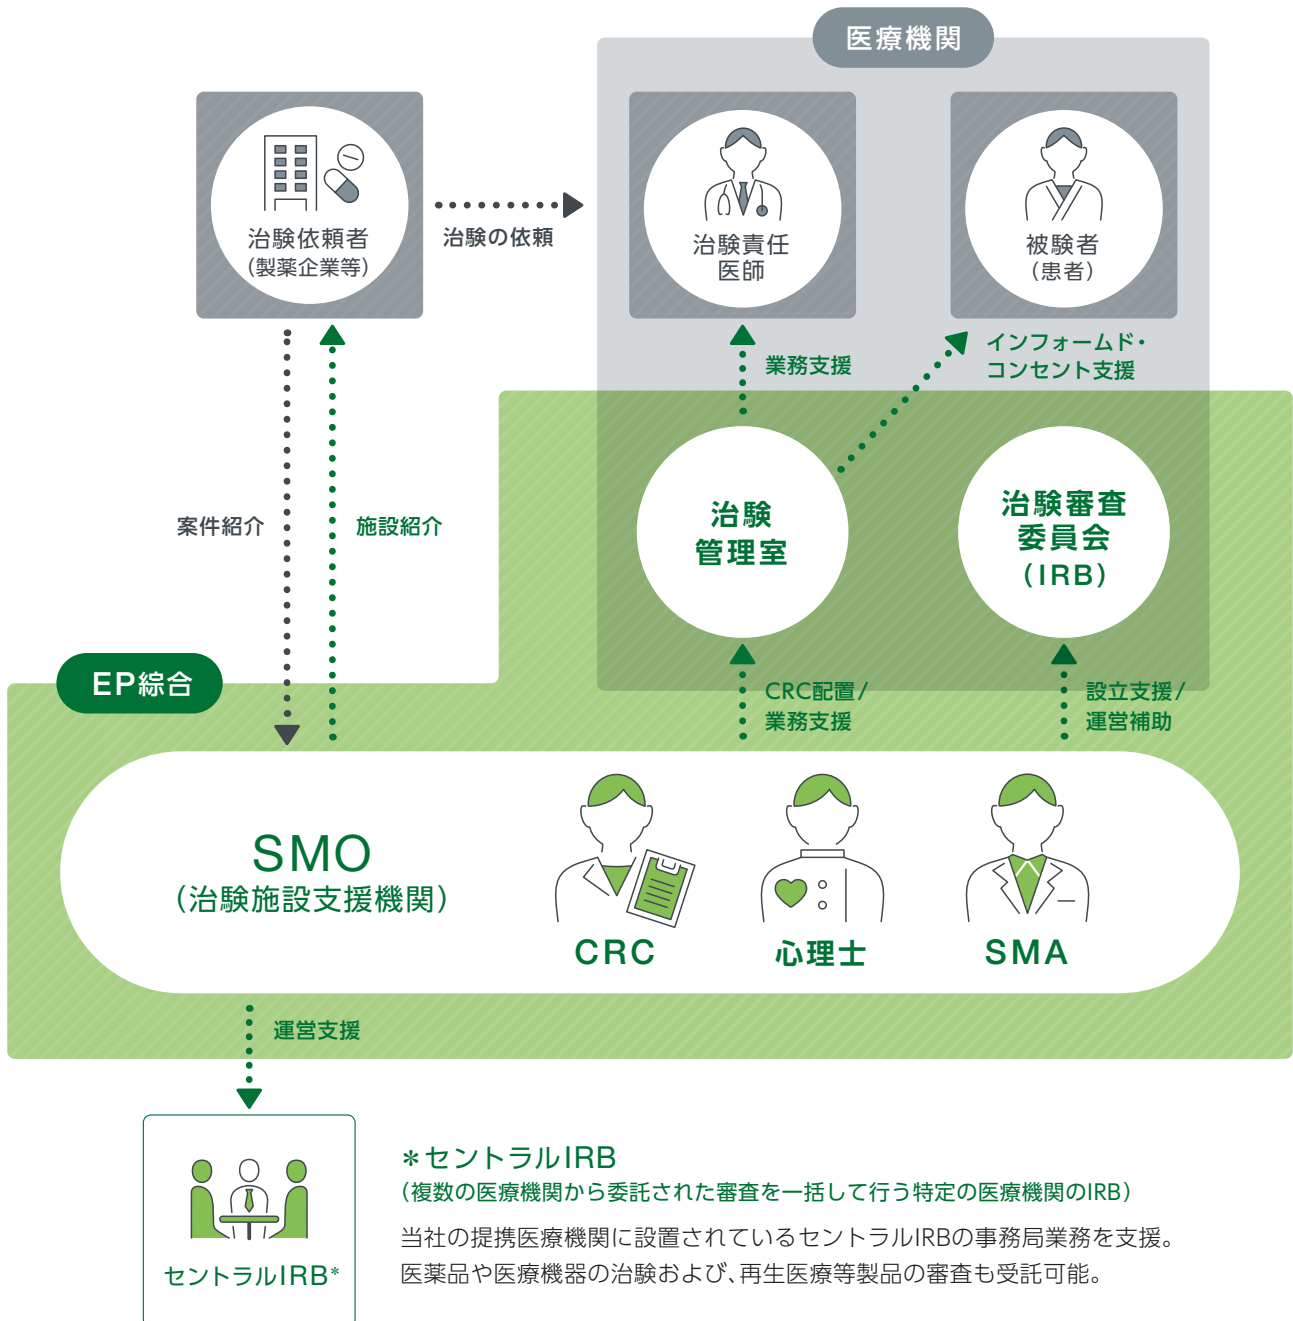 医療機関
治験依頼者
（製薬企業等）
治験の依頼
治験責任
医師
被験者
（患者）
業務支援
インフォームド・
コンセント支援
案件紹介
施設紹介
治験
管理室
治験審査
委員会
（IRB）
EP綜合
CRC配置/
業務支援
設立支援/
運営補助
SMO
（治験施設支援機関）
CRC
心理士
SMA
運営支援
セントラルIRB*
＊セントラルIRB
（複数の医療機関から委託された審査を一括して行う特定の医療機関のIRB）
当社の提携医療機関に設置されているセントラルIRBの事務局業務を支援。
医薬品や医療機器の治験および、再生医療等製品の審査も受託可能。